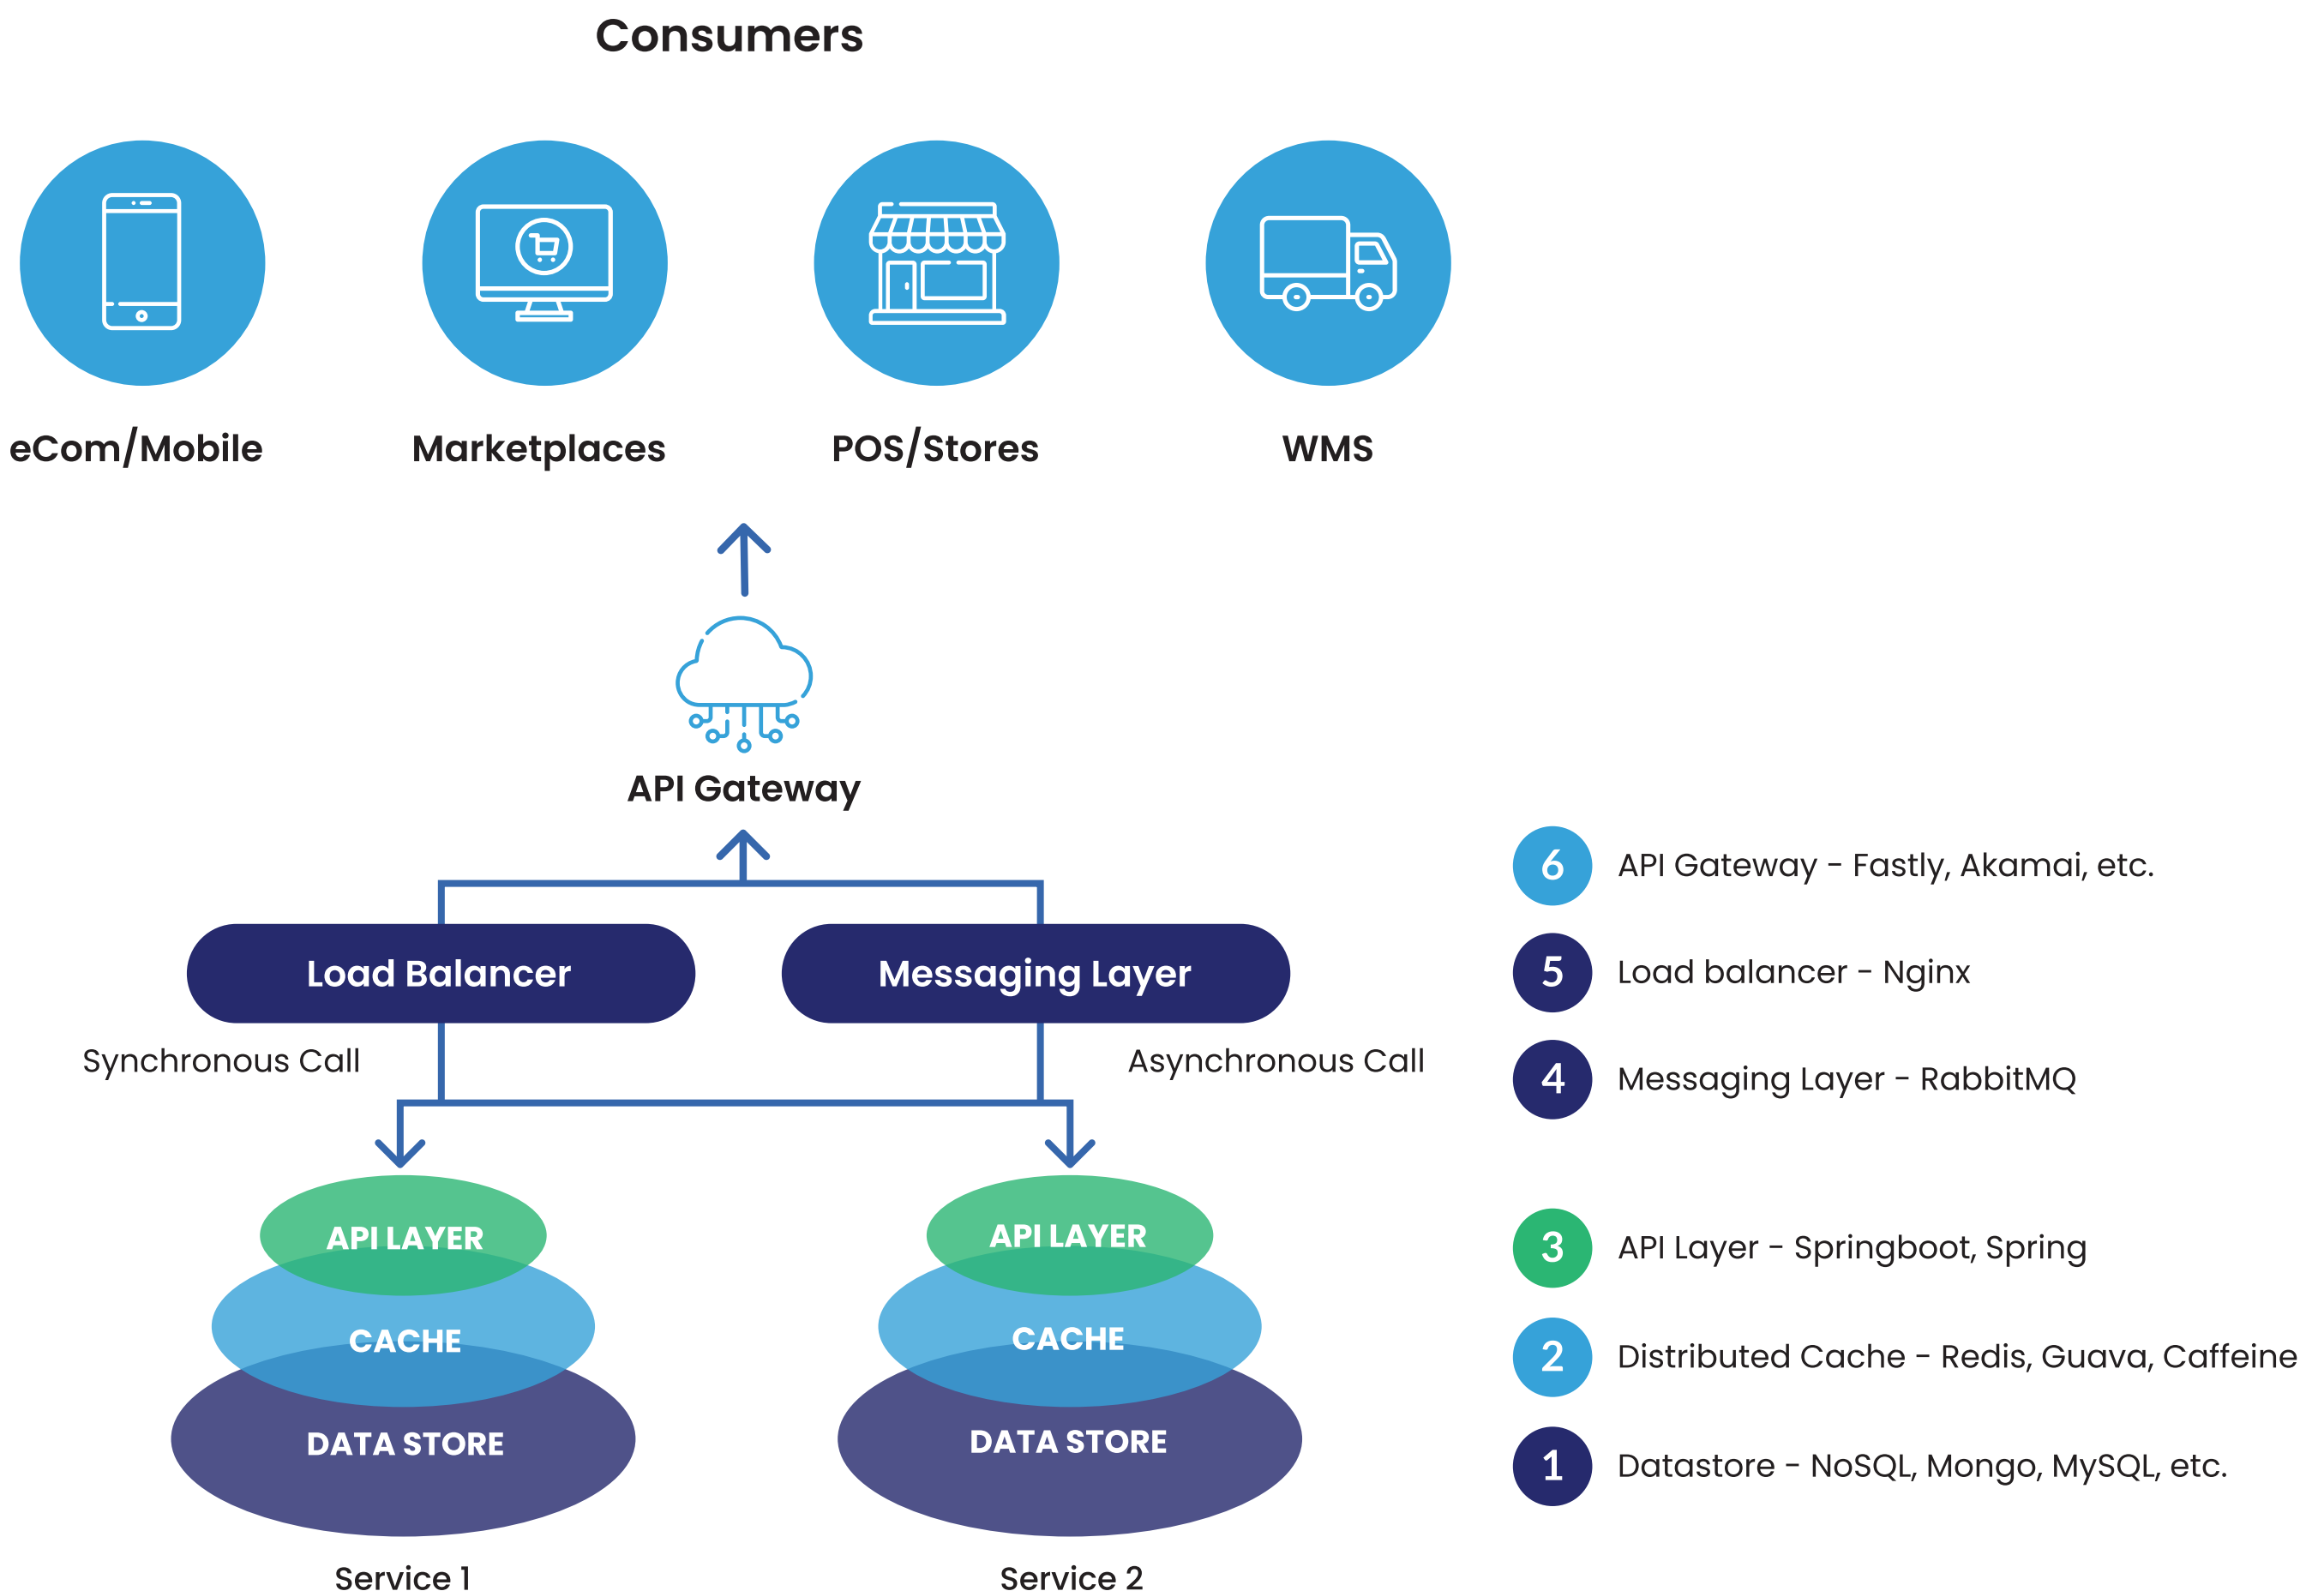 Consumers
eCom/Mobile
Marketplaces
POS/Stores
WMS
API Gateway
Load Balancer
Messaging Layer
Synchronous Call
Asynchronous Call
API LAYER
CACHE
DATA STORE
Service 1
API LAYER
CACHE
DATA STORE
Service 2
6 API Gateway - Fastly, Akamai, etc.
5 Load balancer - Nginx
4 Messaging Layer - RabbitMQ
3 API Layer - Springboot, Spring
2 Distributed Cache - Redis, Guava, Caffeine
1 Datastore - NoSQL, Mongo, MySQL, etc.